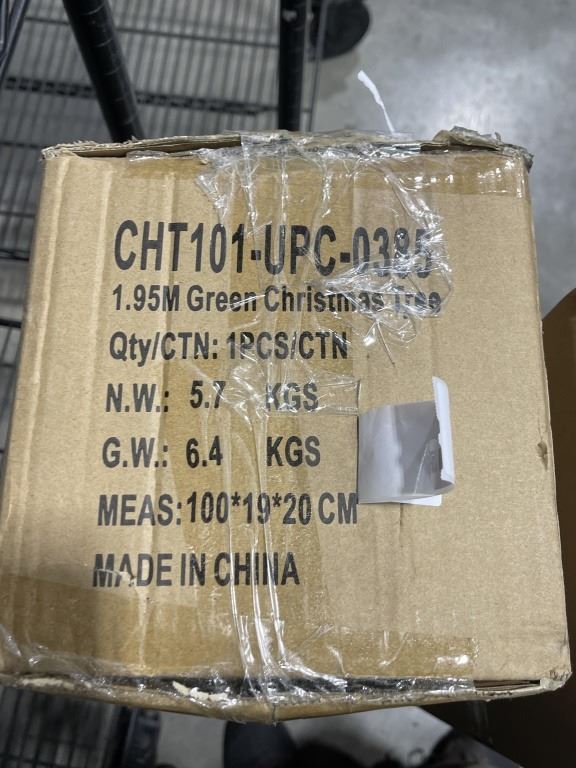 CHT101-UPC-0385
1.95M Green Christmas Tree
Qty/CTN: 1PCS/CTN
N.W.: 5.7 KGS
G.W.: 6.4 KGS
MEAS:100*19*20 CM
MADE IN CHINA